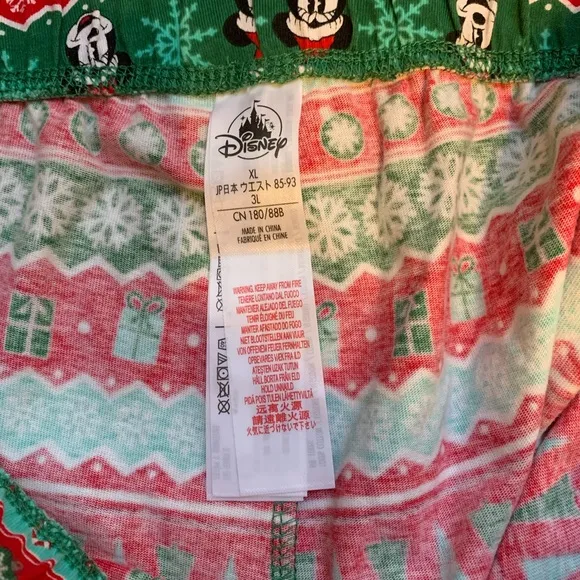 Disney
XL
JP日本 ウエスト 85-93
3L
CN 180/88B
MADE IN CHINA
FABRIQUÉ EN CHINE
WARNING: KEEP AWAY FROM FIRE
TENERE LONTANO DAL FUOCO
MANTENER ALEJADO DEL FUEGO
TENIR ÉLOIGNÉ DU FEU
MANTER AFASTADO DO FOGO
NIET BLOOTSTELLEN AAN VUUR
VON OFFENEM FEUER FERNHALTEN
OPBEVARES VÆK FRA ILD
ATEŞTEN UZAK TUTUN
HÅLL BORTA FRÅN ELD
HOLD UNNAUILD
PIDÄ POIS TULEN LÄHETTYVILTÄ
远离火源
請遠離火源
火気に近づけないで下さい